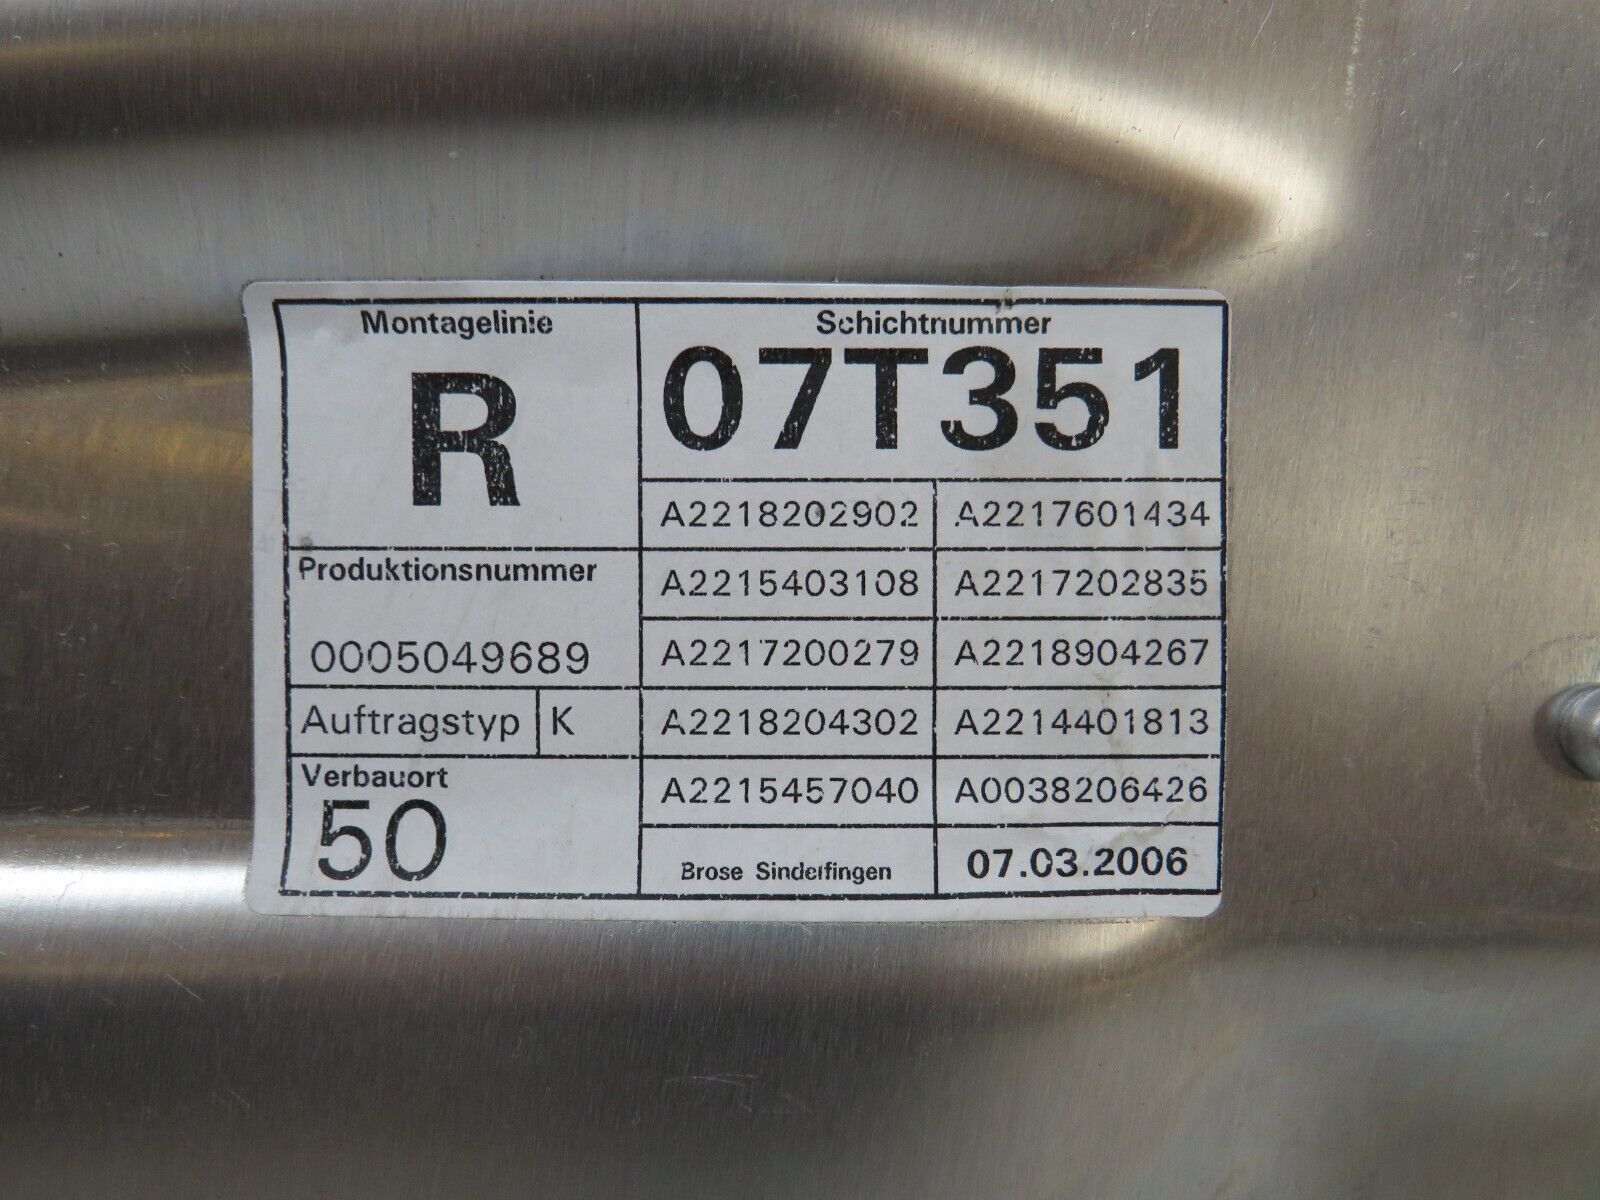 Montagelinie
R
Schichtnummer
07T351
A2218202902 A2217601434
Produktionsnummer
0005049689
A2215403108 A2217202835
A2217200279 A2218904267
Auftragstyp K
A2218204302 A2214401813
Verbauort
50
A2215457040 A0038206426
Brose Sindelfingen 07.03.2006